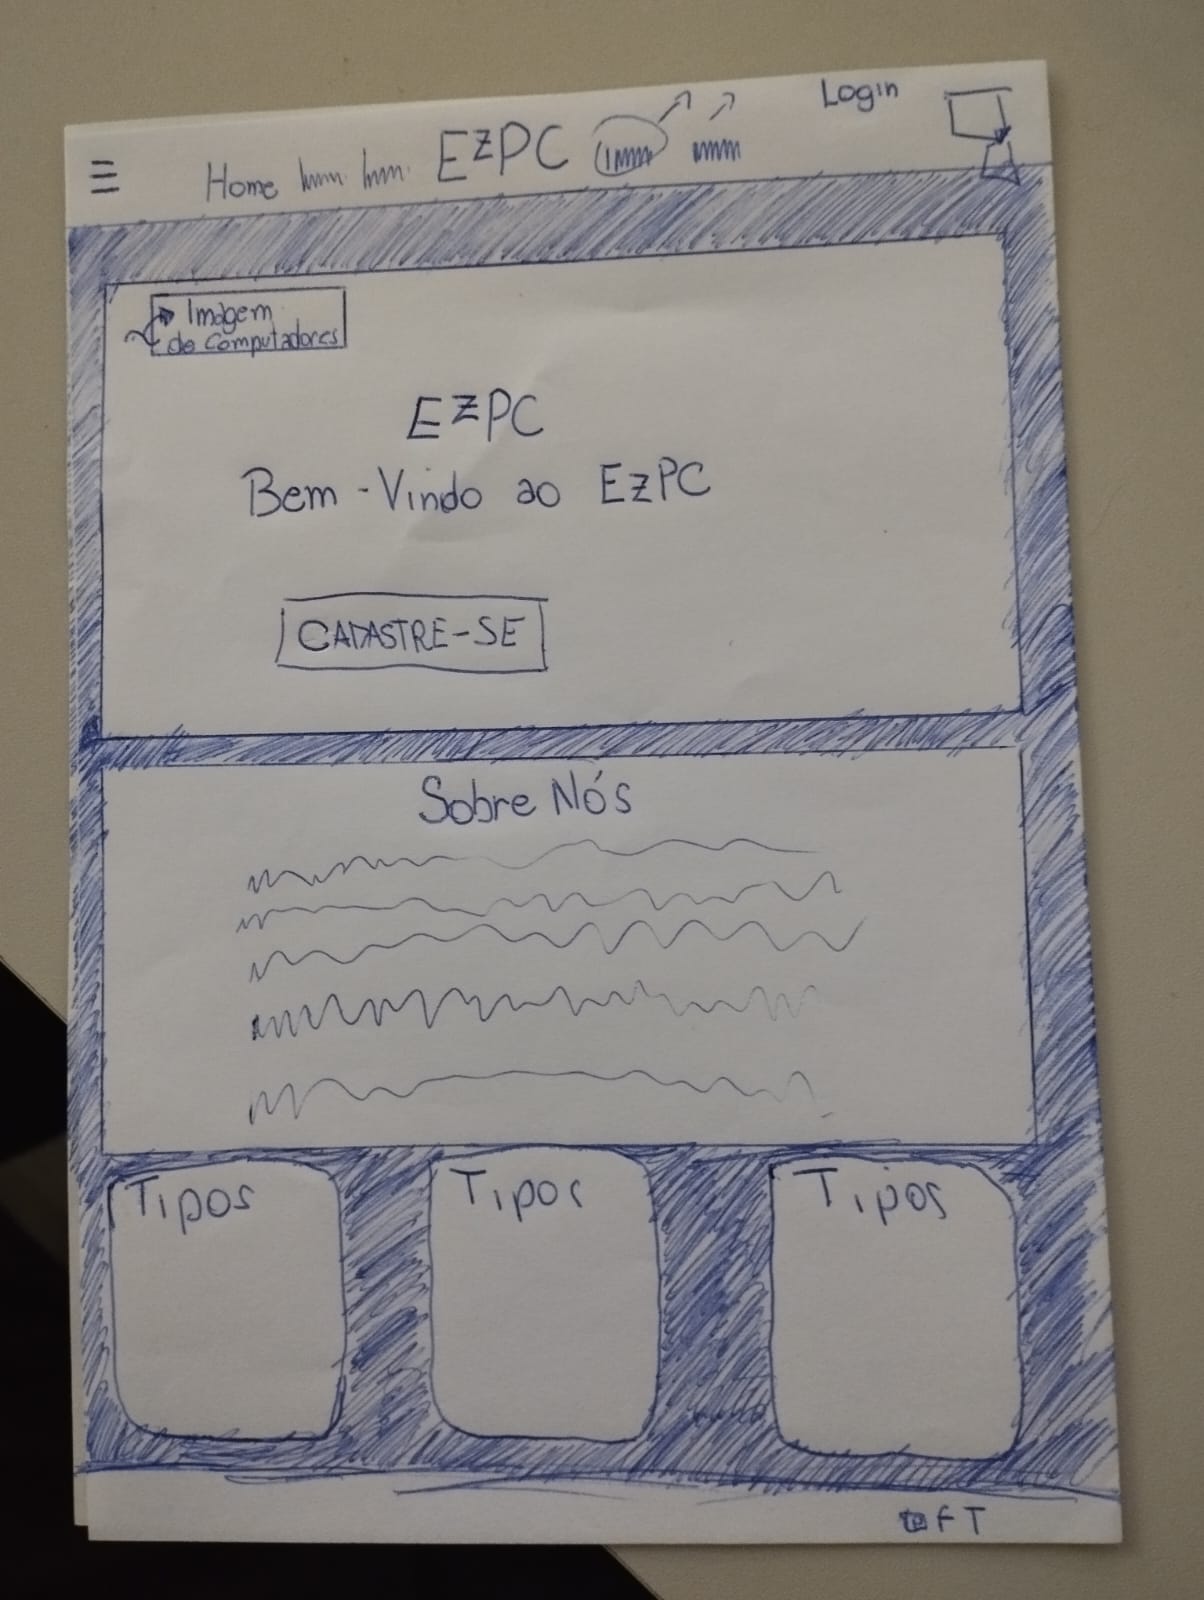 Home EzPC Login
Imagem
de computadores
EzPC
Bem-Vindo ao EzPC
CADASTRE-SE
Sobre Nós
Tipos Tipos Tipos
F T